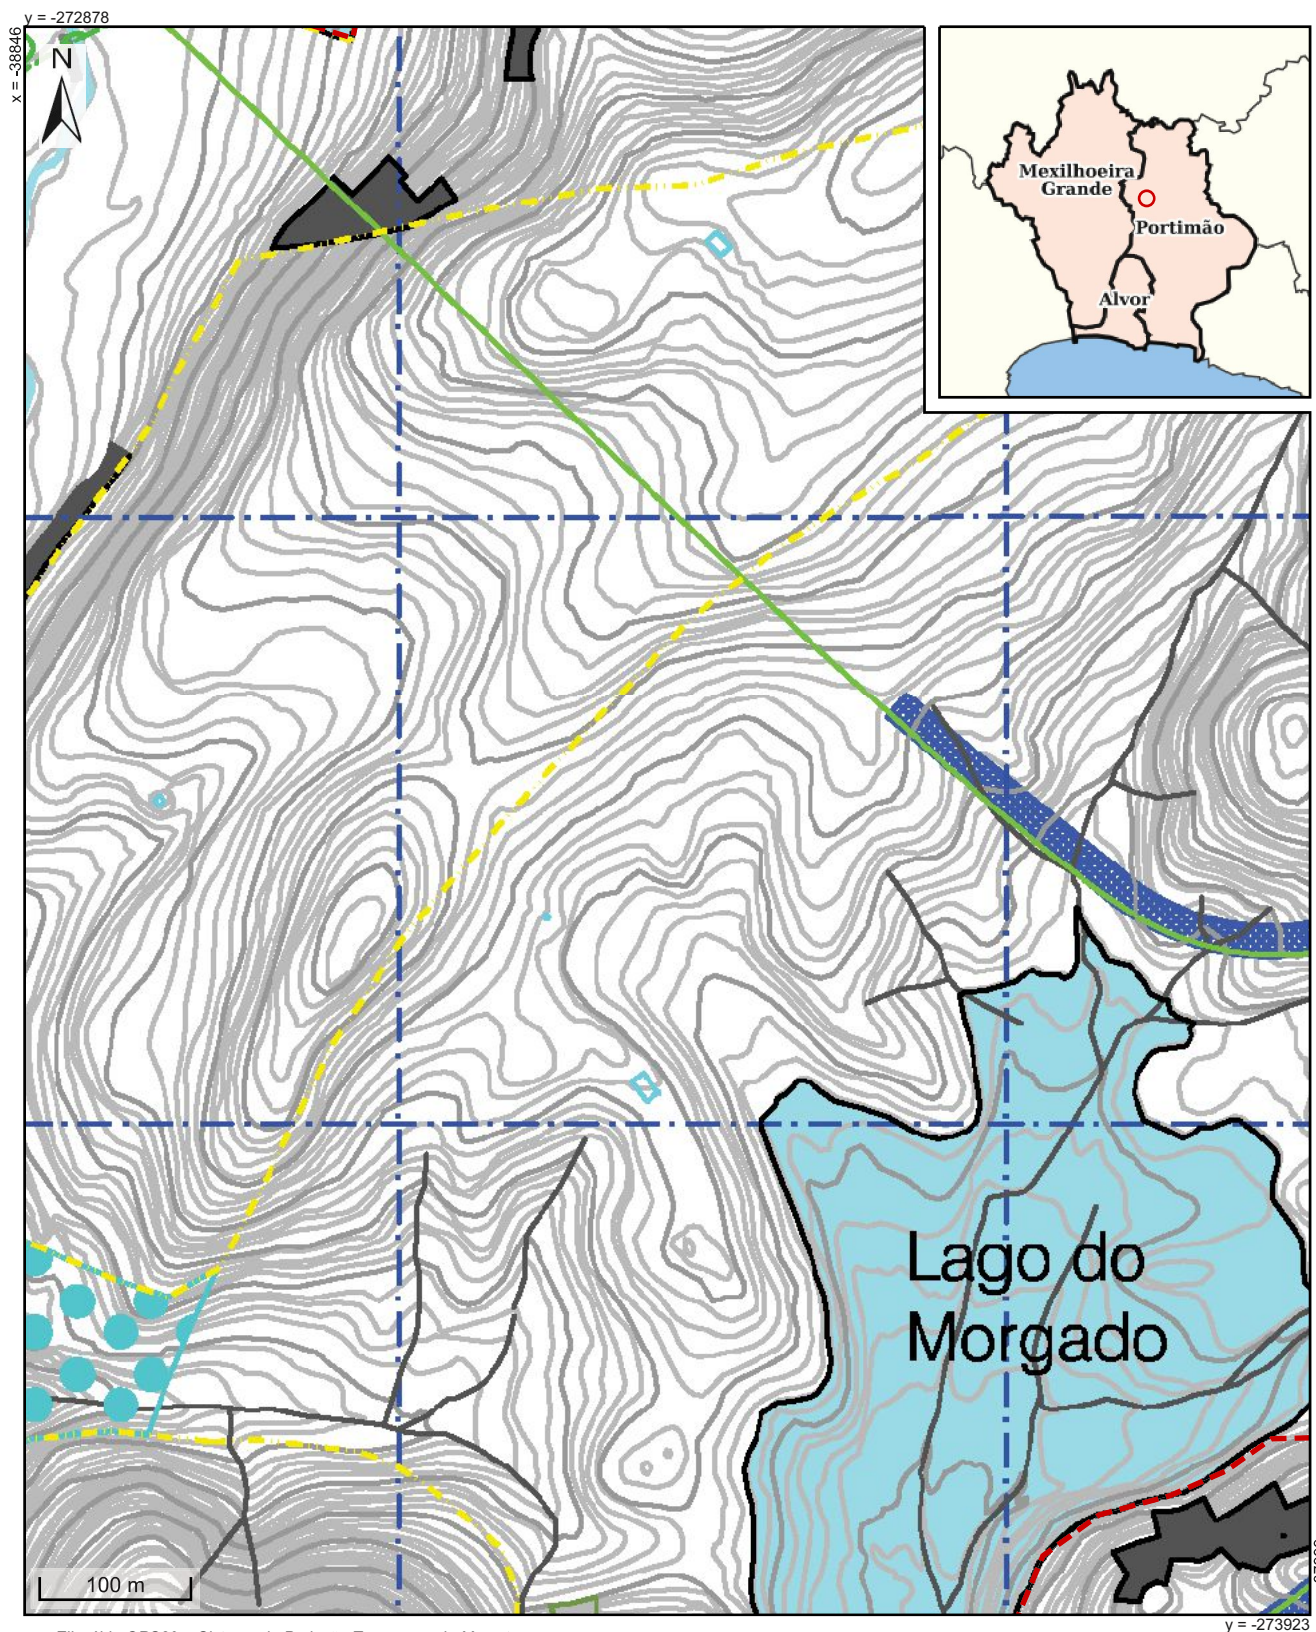 y = -272878
x = -38846
N
Mexilhoeira
Grande
Portimão
Alvor
Lago do
Morgado
100 m
y = -273923